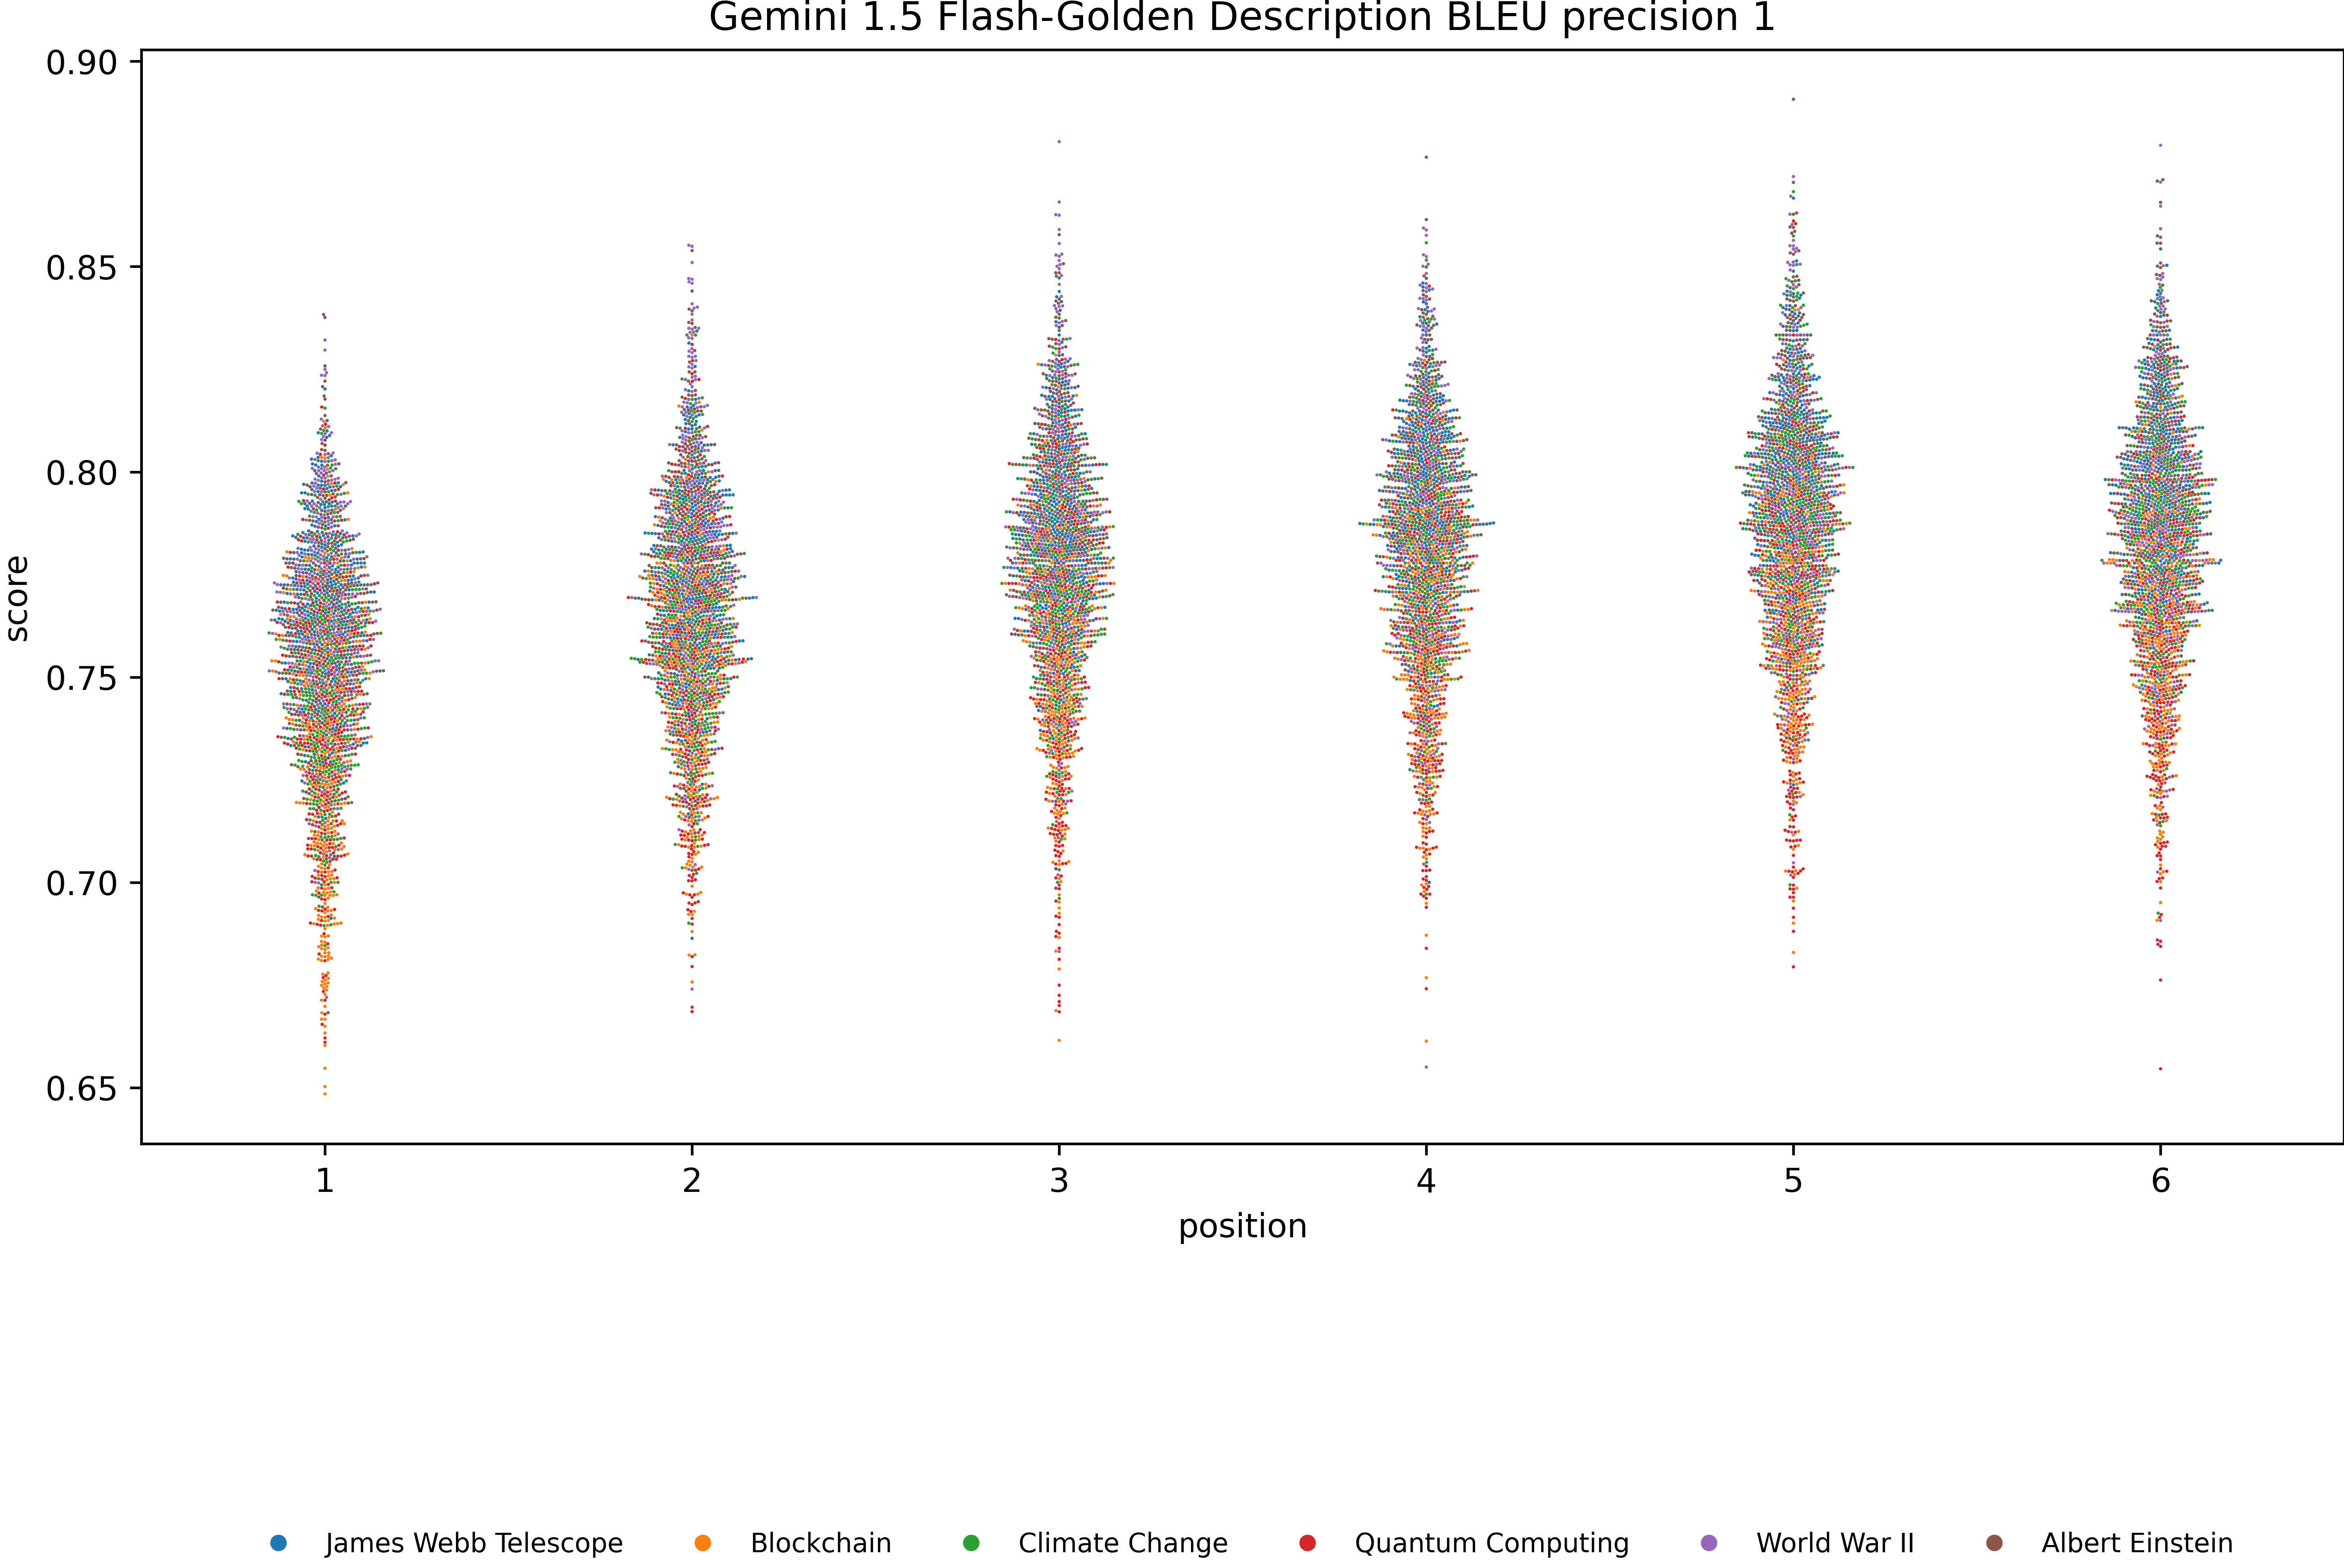 Gemini 1.5 Flash-Golden Description BLEU precision 1
0.90
0.85
0.80
0.75
0.70
0.65
score
1 2 3 4 5 6
position
James Webb Telescope Blockchain Climate Change Quantum Computing World War II Albert Einstein